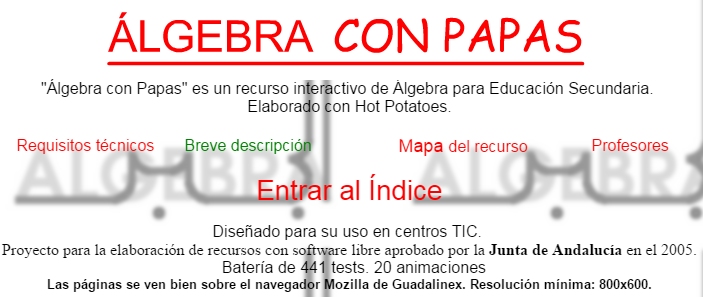 ÁLGEBRA CON PAPAS
"Álgebra con Papas" es un recurso interactivo de Álgebra para Educación Secundaria.
Elaborado con Hot Potatoes.
Requisitos técnicos Breve descripción Mapa del recurso Profesores
ALGEBRA ALGEBRA
Entrar al Índice
Diseñado para su uso en centros TIC.
Proyecto para la elaboración de recursos con software libre aprobado por la Junta de Andalucía en el 2005.
Batería de 441 tests. 20 animaciones
Las páginas se ven bien sobre el navegador Mozilla de Guadalinex. Resolución mínima: 800x600.